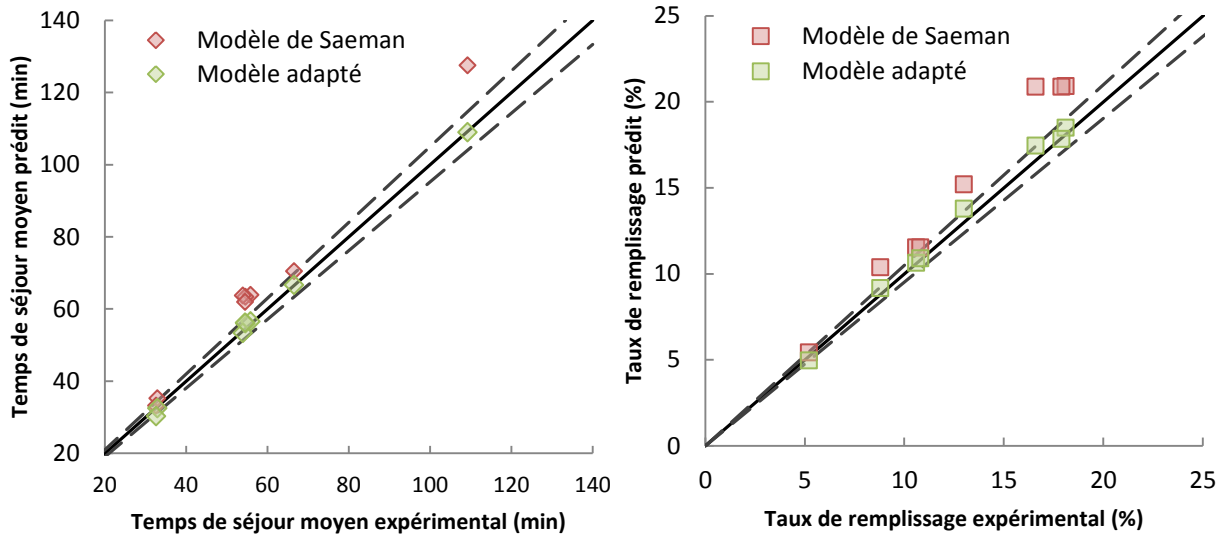 Temps de séjour moyen prédit (min)
140
120
100
80
60
40
20
Modèle de Saeman
Modèle adapté
20 40 60 80 100 120 140
Temps de séjour moyen expérimental (min)
Taux de remplissage prédit (%)
25
20
15
10
5
0
Modèle de Saeman
Modèle adapté
0 5 10 15 20 25
Taux de remplissage expérimental (%)